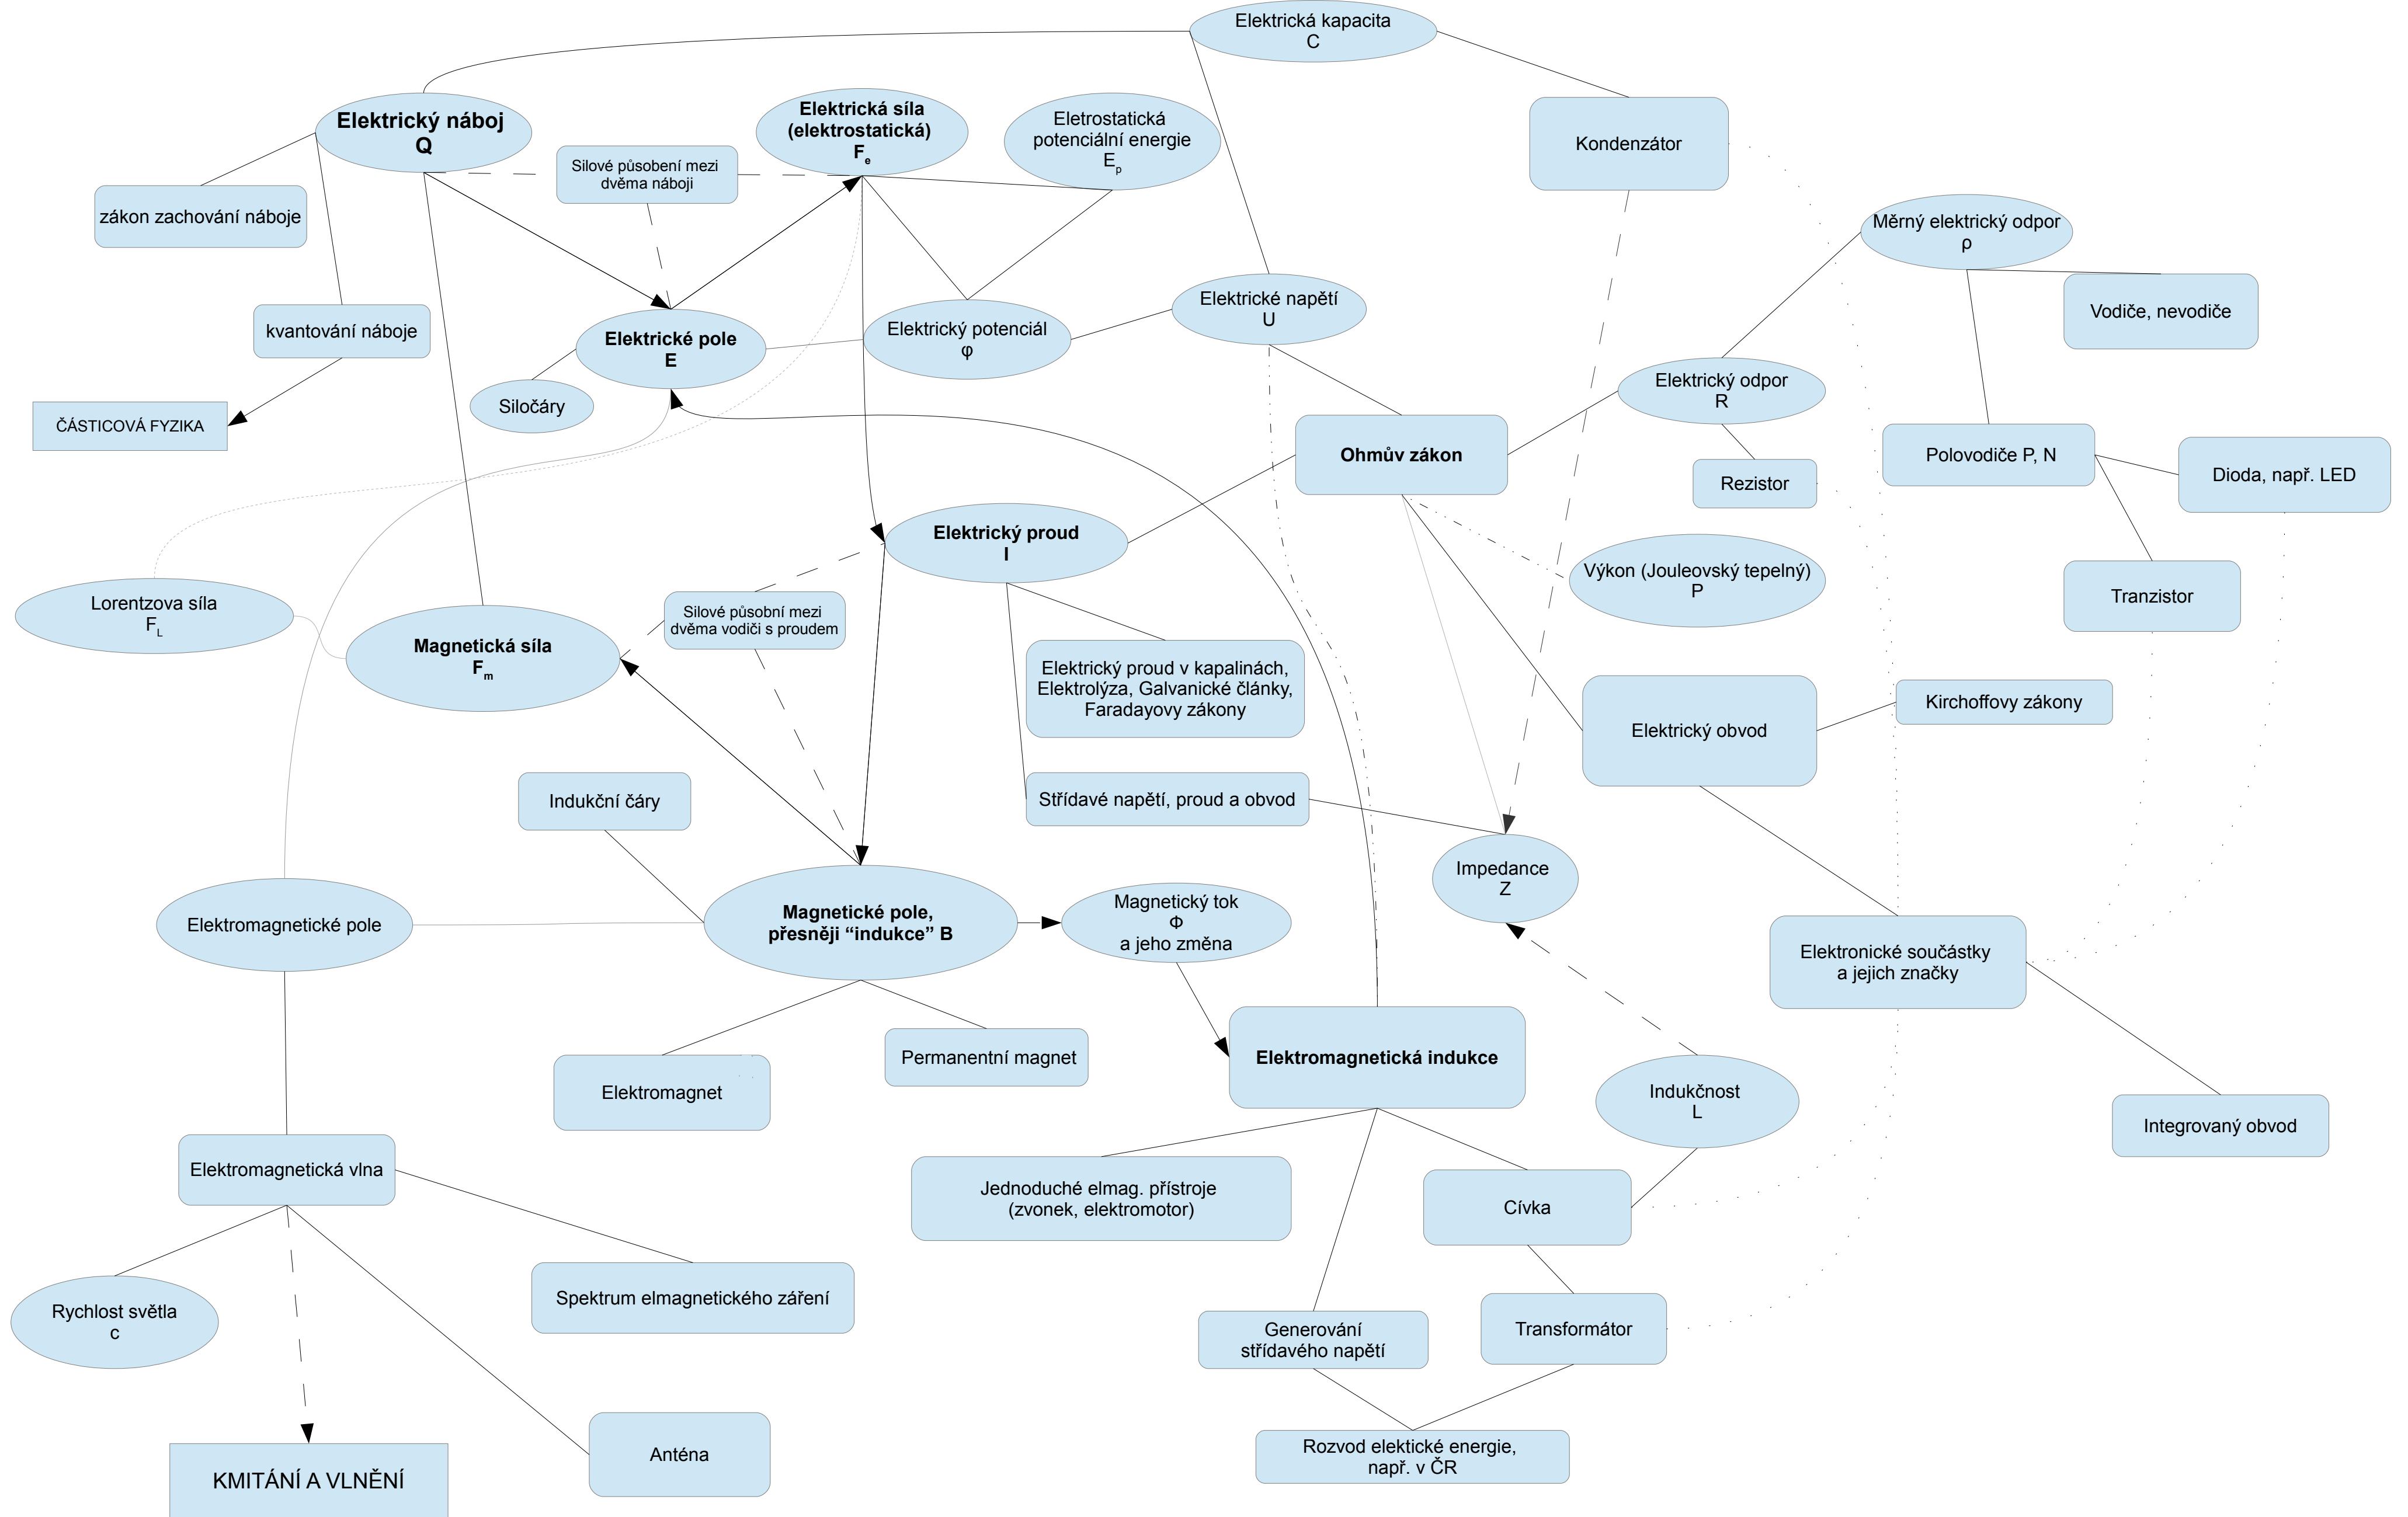 Elektrická kapacita
C
Elektrický náboj
Q
Elektrická síla
(elektrostatická)
Fe
Eletrostatická
potenciální energie
Ep
Kondenzátor
Silové působení mezi
dvěma náboji
zákon zachování náboje
Měrný elektrický odpor
ρ
Vodiče, nevodiče
kvantování náboje
Elektrické pole
E
Elektrický potenciál
φ
Elektrické napětí
U
Siločáry
ČÁSTICOVÁ FYZIKA
Elektrický odpor
R
Ohmův zákon
Rezistor
Polovodiče P, N
Dioda, např. LED
Elektrický proud
I
Výkon (Jouleovský tepelný)
P
Tranzistor
Lorentzova síla
FL
Magnetická síla
Fm
Silové působní mezi
dvěma vodiči s proudem
Elektrický proud v kapalinách,
Elektrolýza, Galvanické články,
Faradayovy zákony
Elektrický obvod
Kirchoffovy zákony
Indukční čáry
Střídavé napětí, proud a obvod
Impedance
Z
Elektromagnetické pole
Magnetické pole,
přesněji “indukce” B
Magnetický tok
Φ
a jeho změna
Elektronické součástky
a jejich značky
Elektromagnet
Permanentní magnet
Elektromagnetická indukce
Indukčnost
L
Integrovaný obvod
Elektromagnetická vlna
Jednoduché elmag. přístroje
(zvonek, elektromotor)
Cívka
Rychlost světla
c
Spektrum elmagnetického záření
Generování
střídavého napětí
Transformátor
Anténa
Rozvod elektické energie,
např. v ČR
KMITÁNÍ A VLNĚNÍ